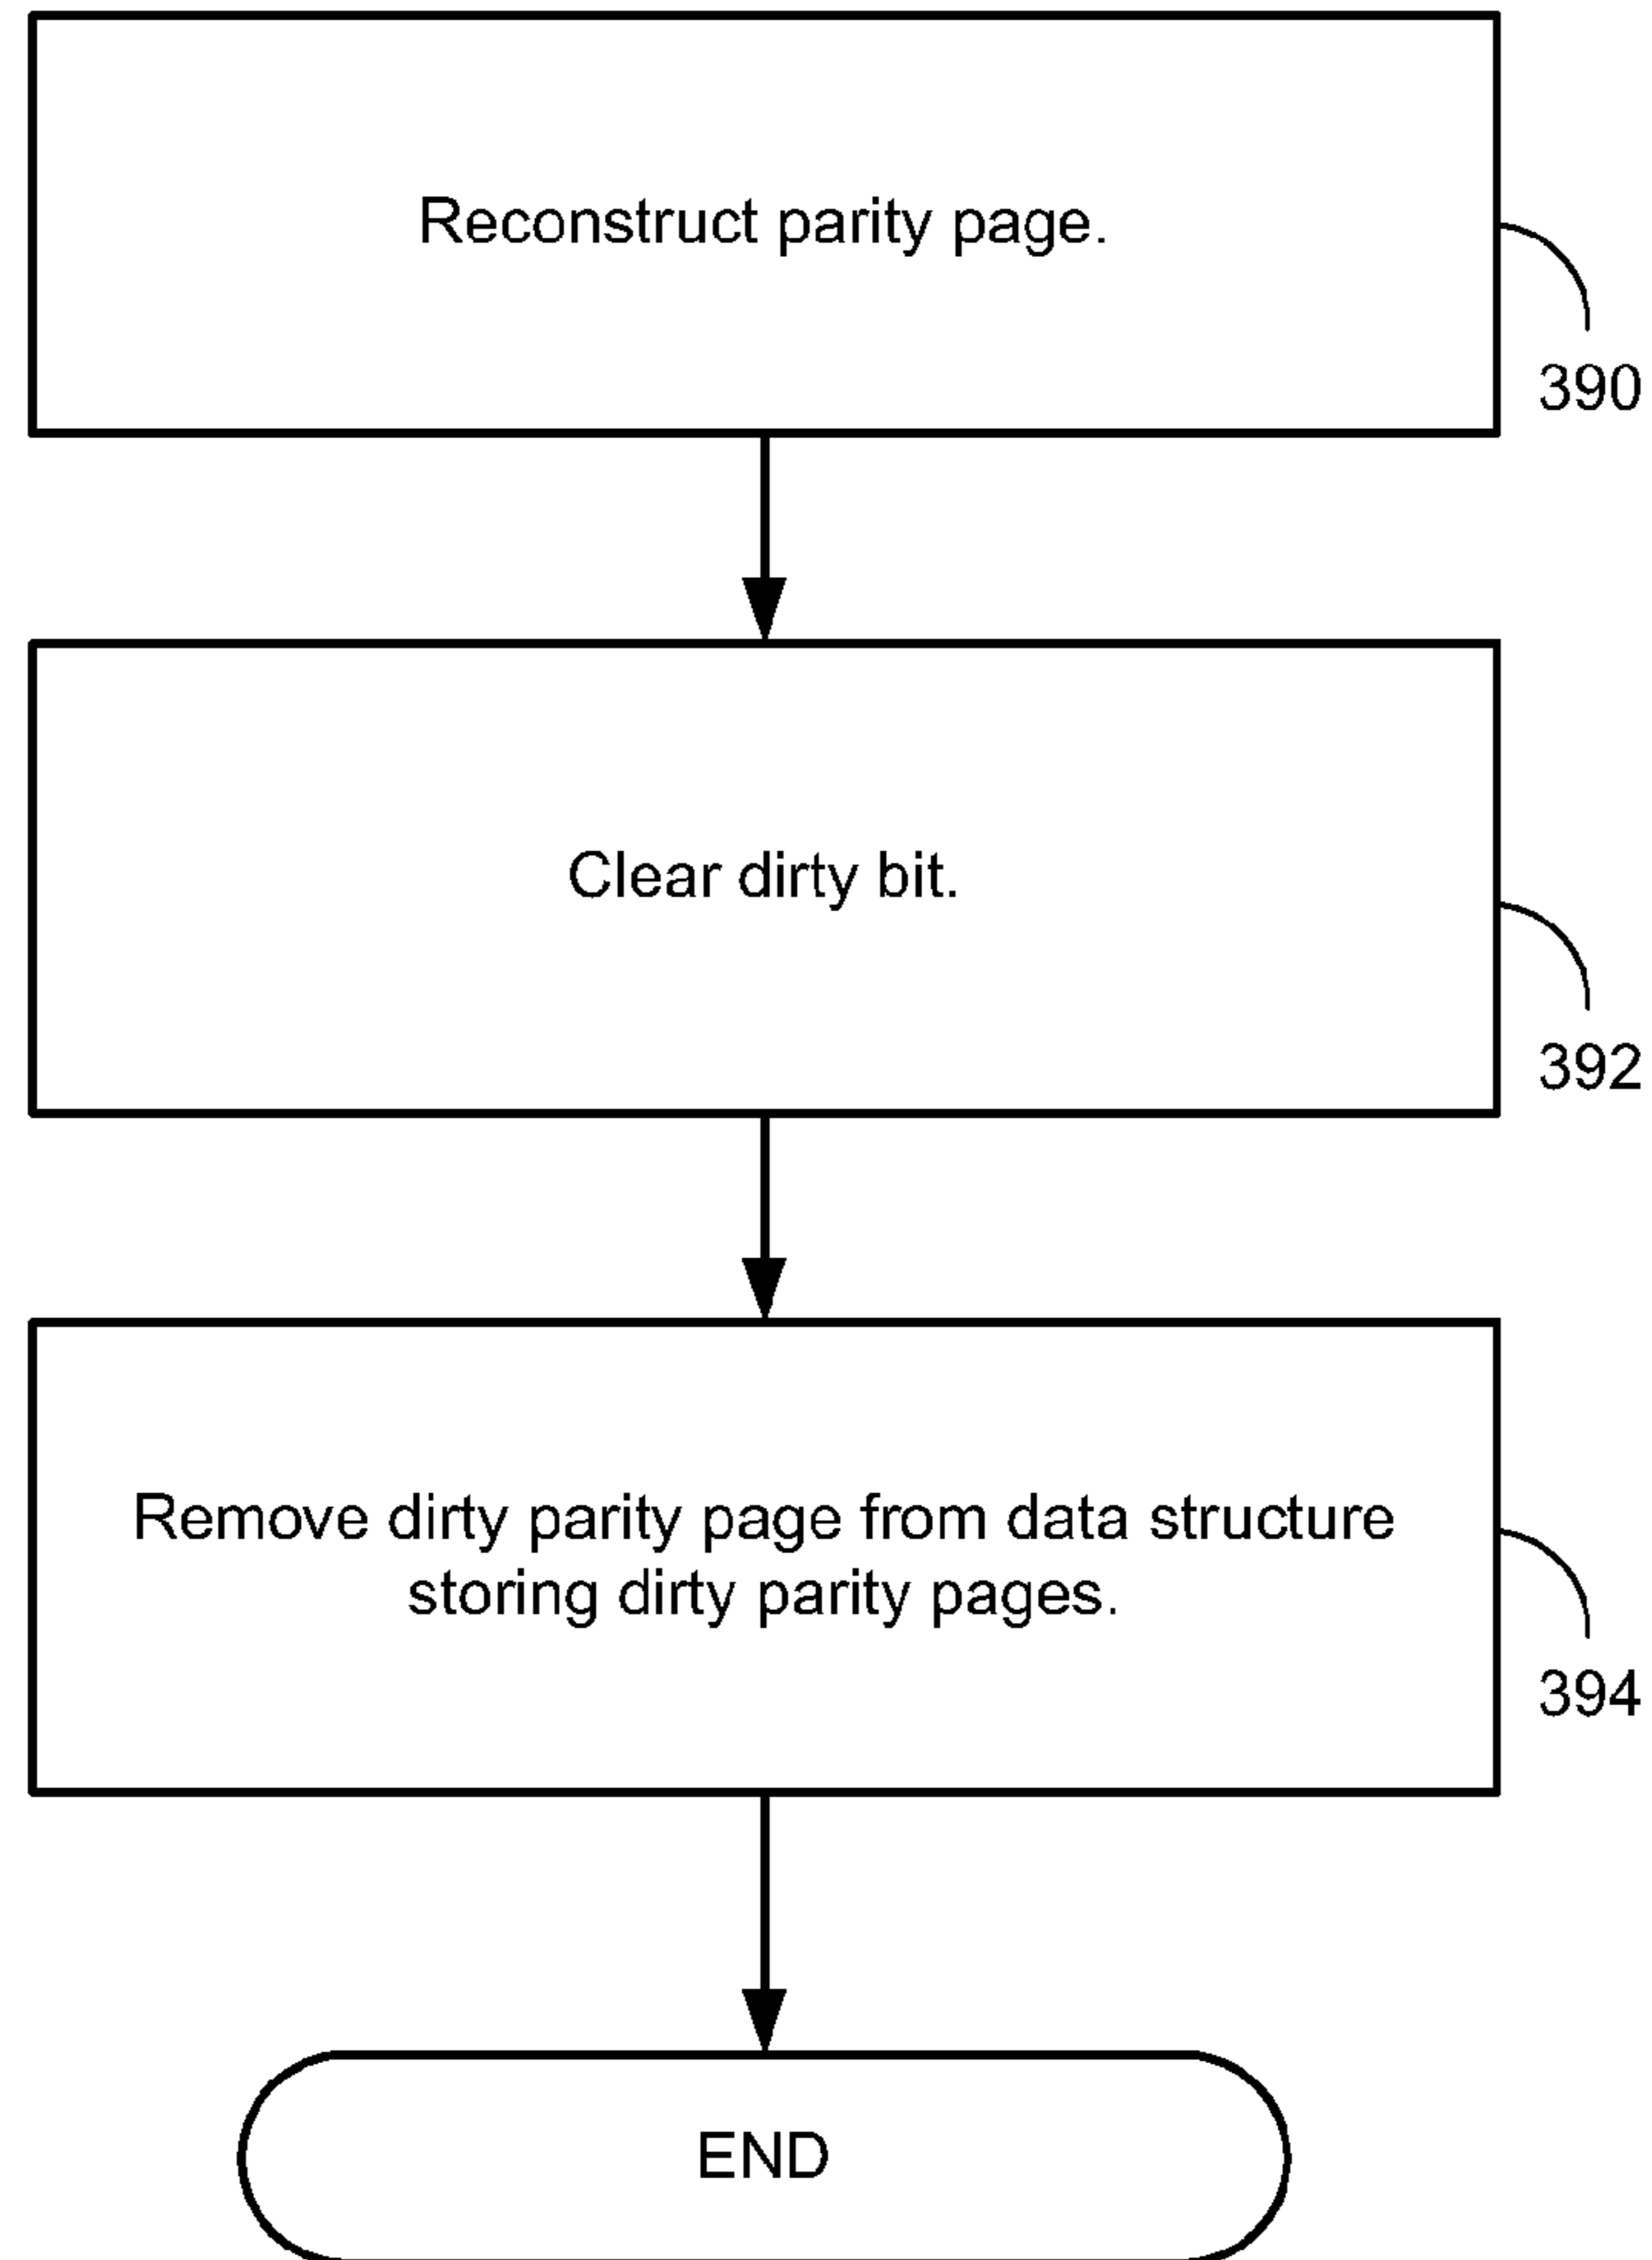 Reconstruct parity page.
390
Clear dirty bit.
392
Remove dirty parity page from data structure
storing dirty parity pages.
394
END